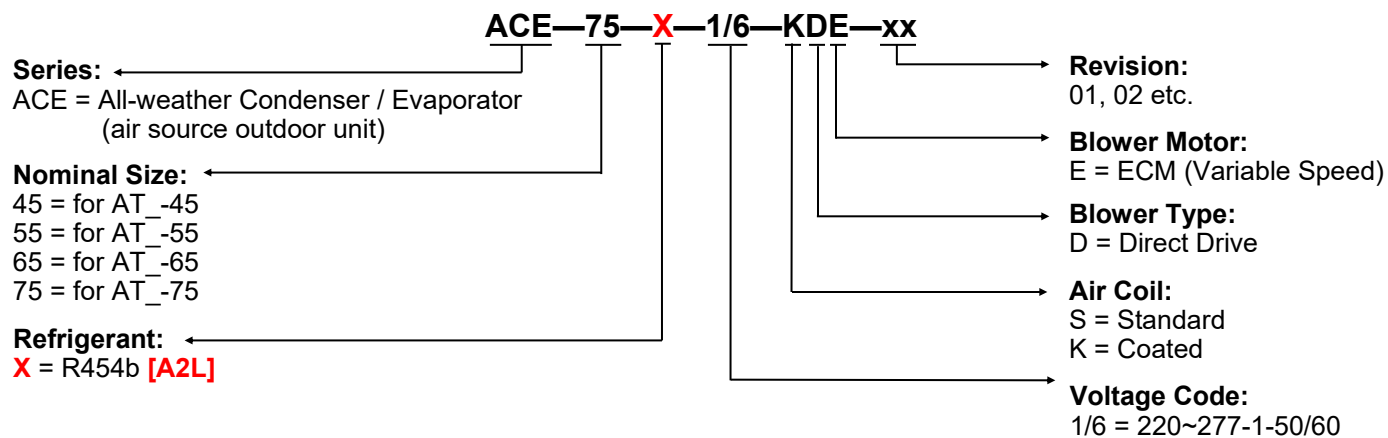 ACE—75—X—1/6—KDE—xx
Series:
ACE = All-weather Condenser / Evaporator
(air source outdoor unit)
Nominal Size:
45 = for AT_-45
55 = for AT_-55
65 = for AT_-65
75 = for AT_-75
Refrigerant:
X = R454b [A2L]
Revision:
01, 02 etc.
Blower Motor:
E = ECM (Variable Speed)
Blower Type:
D = Direct Drive
Air Coil:
S = Standard
K = Coated
Voltage Code:
1/6 = 220~277-1-50/60